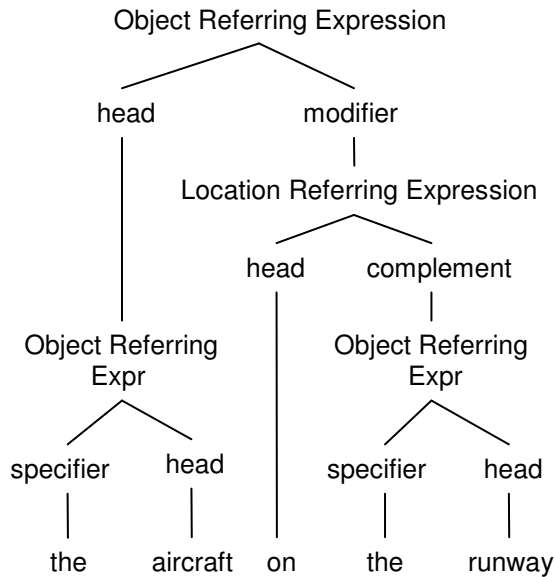 Object Referring Expression
head modifier
Location Referring Expression
head complement
Object Referring Expr
Object Referring Expr
specifier head specifier head
the aircraft on the runway